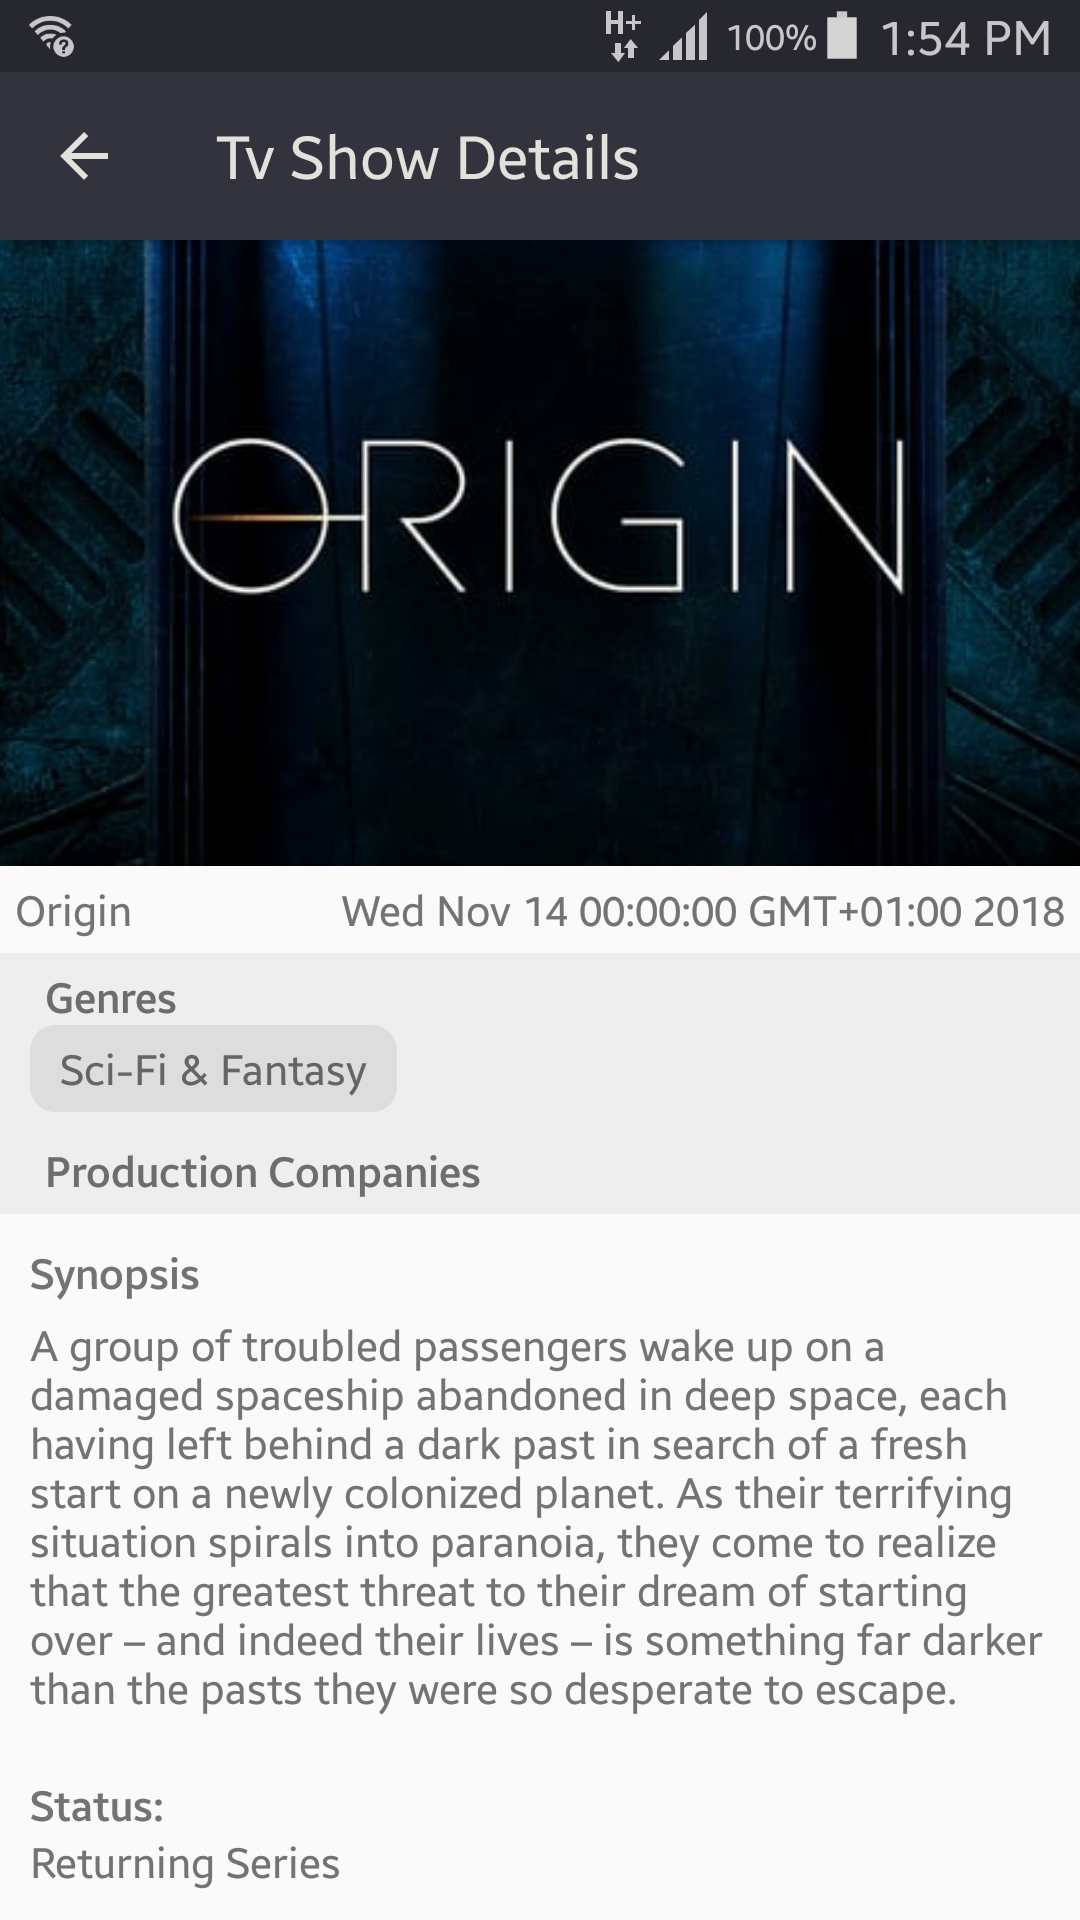 H+ 100% 1:54 PM
Tv Show Details
ORIGIN
Origin Wed Nov 14 00:00:00 GMT+01:00 2018
Genres
Sci-Fi & Fantasy
Production Companies
Synopsis
A group of troubled passengers wake up on a
damaged spaceship abandoned in deep space, each
having left behind a dark past in search of a fresh
start on a newly colonized planet. As their terrifying
situation spirals into paranoia, they come to realize
that the greatest threat to their dream of starting
over – and indeed their lives – is something far darker
than the pasts they were so desperate to escape.
Status:
Returning Series